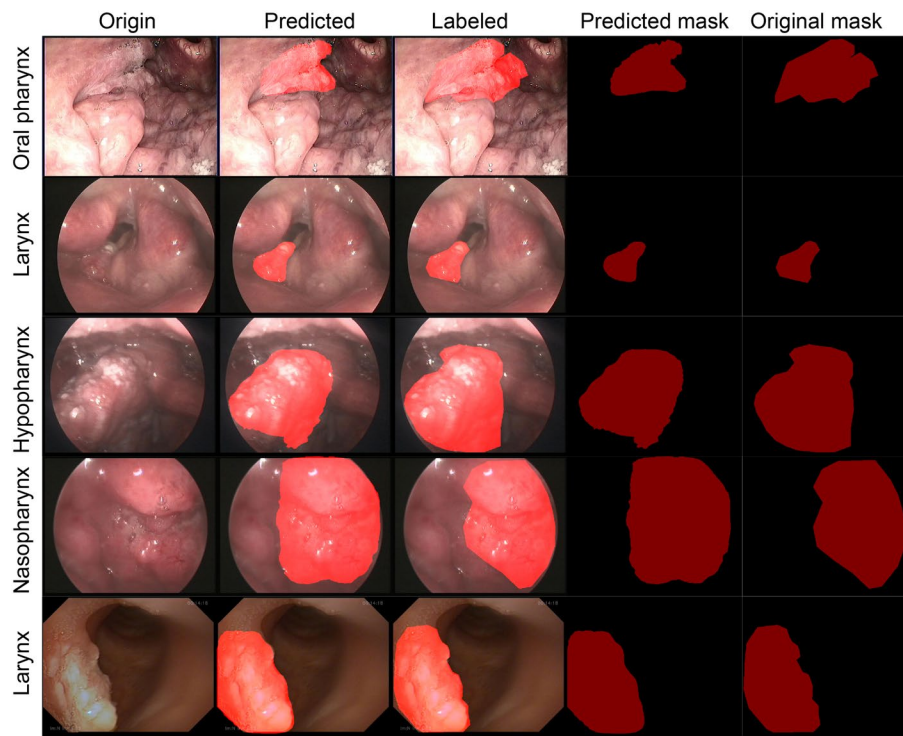 Origin Predicted Labeled Predicted mask Original mask
Oral pharynx
Larynx
Hypopharynx
Nasopharynx
Larynx